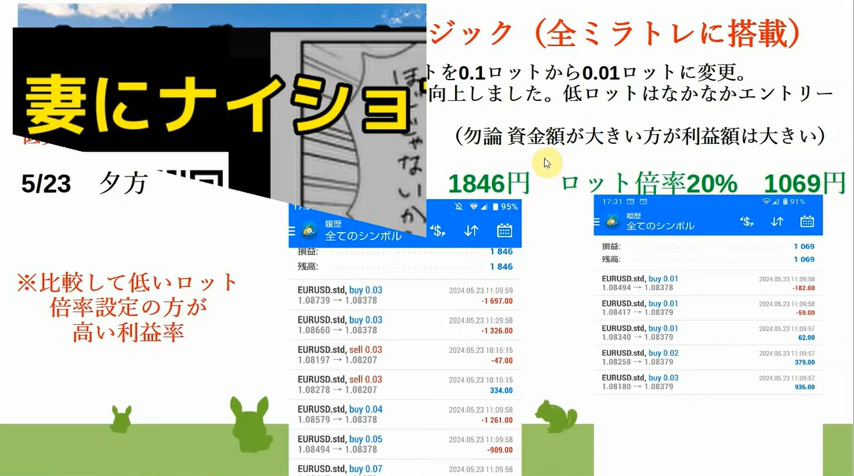 ジック（全ミラトレに搭載）
トを0.1ロットから0.01ロットに変更。
妻にナイショ
ほじゃないか
向上しました。低ロットはなかなかエントリー
（勿論 資金額が大きい方が利益額は大きい）
5/23 夕方
1846円 ロット倍率20% 1069円
※比較して低いロット
倍率設定の方が
高い利益率
95%
履歴
全てのシンボル
損益: 1 846
残高: 1 846
EURUSD.std, buy 0.03 2024.05.23 11:09:59
1.08739 → 1.08378 -1 697.00
EURUSD.std, buy 0.03 2024.05.23 11:09:58
1.08660 → 1.08378 -1 326.00
EURUSD.std, sell 0.03 2024.05.23 10:16:15
1.08197 → 1.08207 -47.00
EURUSD.std, sell 0.03 2024.05.23 10:16:15
1.08278 → 1.08207 334.00
EURUSD.std, buy 0.04 2024.05.23 11:09:58
1.08579 → 1.08378 -1 261.00
EURUSD.std, buy 0.05 2024.05.23 11:09:58
1.08494 → 1.08378 -909.00
EURUSD.std, buy 0.07 2024.05.23 11:09:58
17:31 91%
履歴
全てのシンボル
損益: 1 069
残高: 1 069
EURUSD.std, buy 0.01 2024.05.23 11:09:58
1.08494 → 1.08379 -182.00
EURUSD.std, buy 0.01 2024.05.23 11:09:58
1.08417 → 1.08379 -59.00
EURUSD.std, buy 0.01 2024.05.23 11:09:57
1.08340 → 1.08379 62.00
EURUSD.std, buy 0.02 2024.05.23 11:09:57
1.08258 → 1.08379 379.00
EURUSD.std, buy 0.03 2024.05.23 11:09:57
1.08180 → 1.08379 936.00